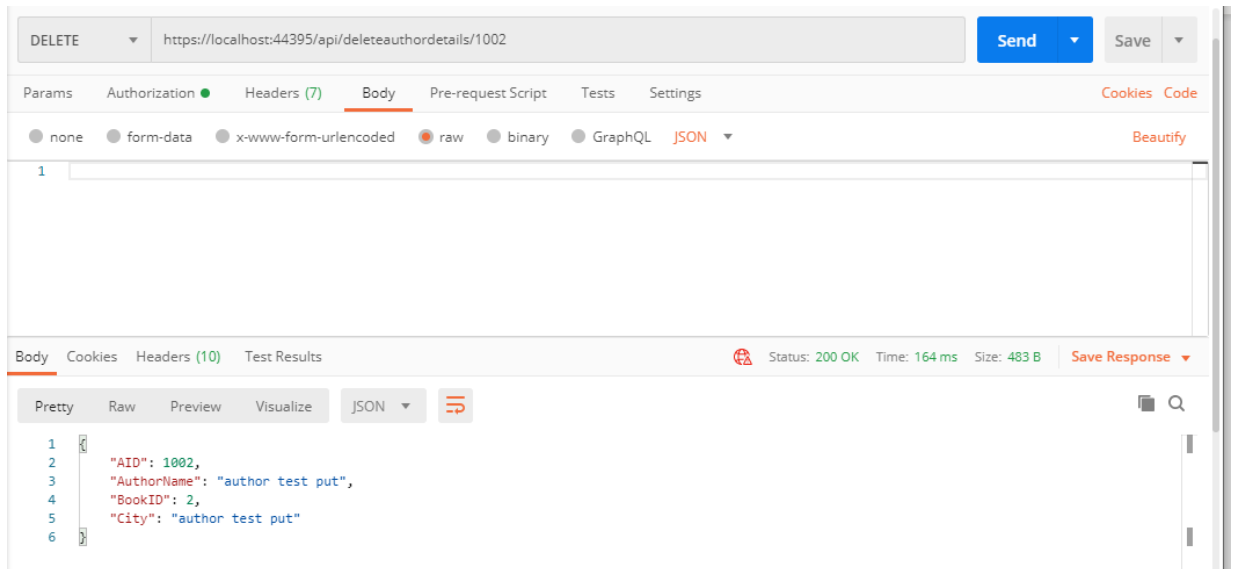 DELETE https://localhost:44395/api/deleteauthordetails/1002 Send Save
Params Authorization Headers (7) Body Pre-request Script Tests Settings Cookies Code
none form-data x-www-form-urlencoded raw binary GraphQL JSON Beautify
1
Body Cookies Headers (10) Test Results Status: 200 OK Time: 164 ms Size: 483 B Save Response
Pretty Raw Preview Visualize JSON
1 {
2 "AID": 1002,
3 "AuthorName": "author test put",
4 "BookID": 2,
5 "City": "author test put"
6 }